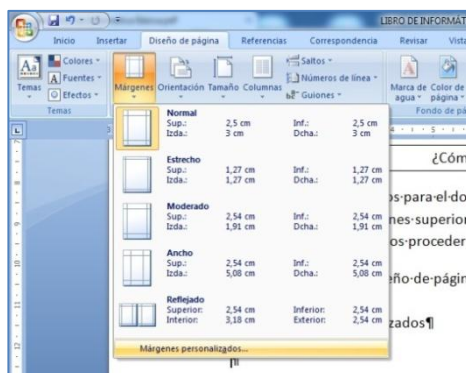 LIBRO DE INFORMÁT
Inicio Insertar Diseño de página Referencias Correspondencia Revisar Vista
Colores
Fuentes
Efectos
Temas
Temas
Márgenes Orientación Tamaño Columnas
Saltos
Números de línea
Guiones
Marca de agua
Color de página
Fondo de pá
Normal
Sup.: 2,5 cm Inf.: 2,5 cm
Izda.: 3 cm Dcha.: 3 cm
Estrecho
Sup.: 1,27 cm Inf.: 1,27 cm
Izda.: 1,27 cm Dcha.: 1,27 cm
Moderado
Sup.: 2,54 cm Inf.: 2,54 cm
Izda.: 1,91 cm Dcha.: 1,91 cm
Ancho
Sup.: 2,54 cm Inf.: 2,54 cm
Izda.: 5,08 cm Dcha.: 5,08 cm
Reflejado
Superior: 2,54 cm Inferior: 2,54 cm
Interior: 3,18 cm Exterior: 2,54 cm
Márgenes personalizados...
¿Cóm
os·para·el·do
nes·superior
os·proceder
eño·de·págin
zados¶